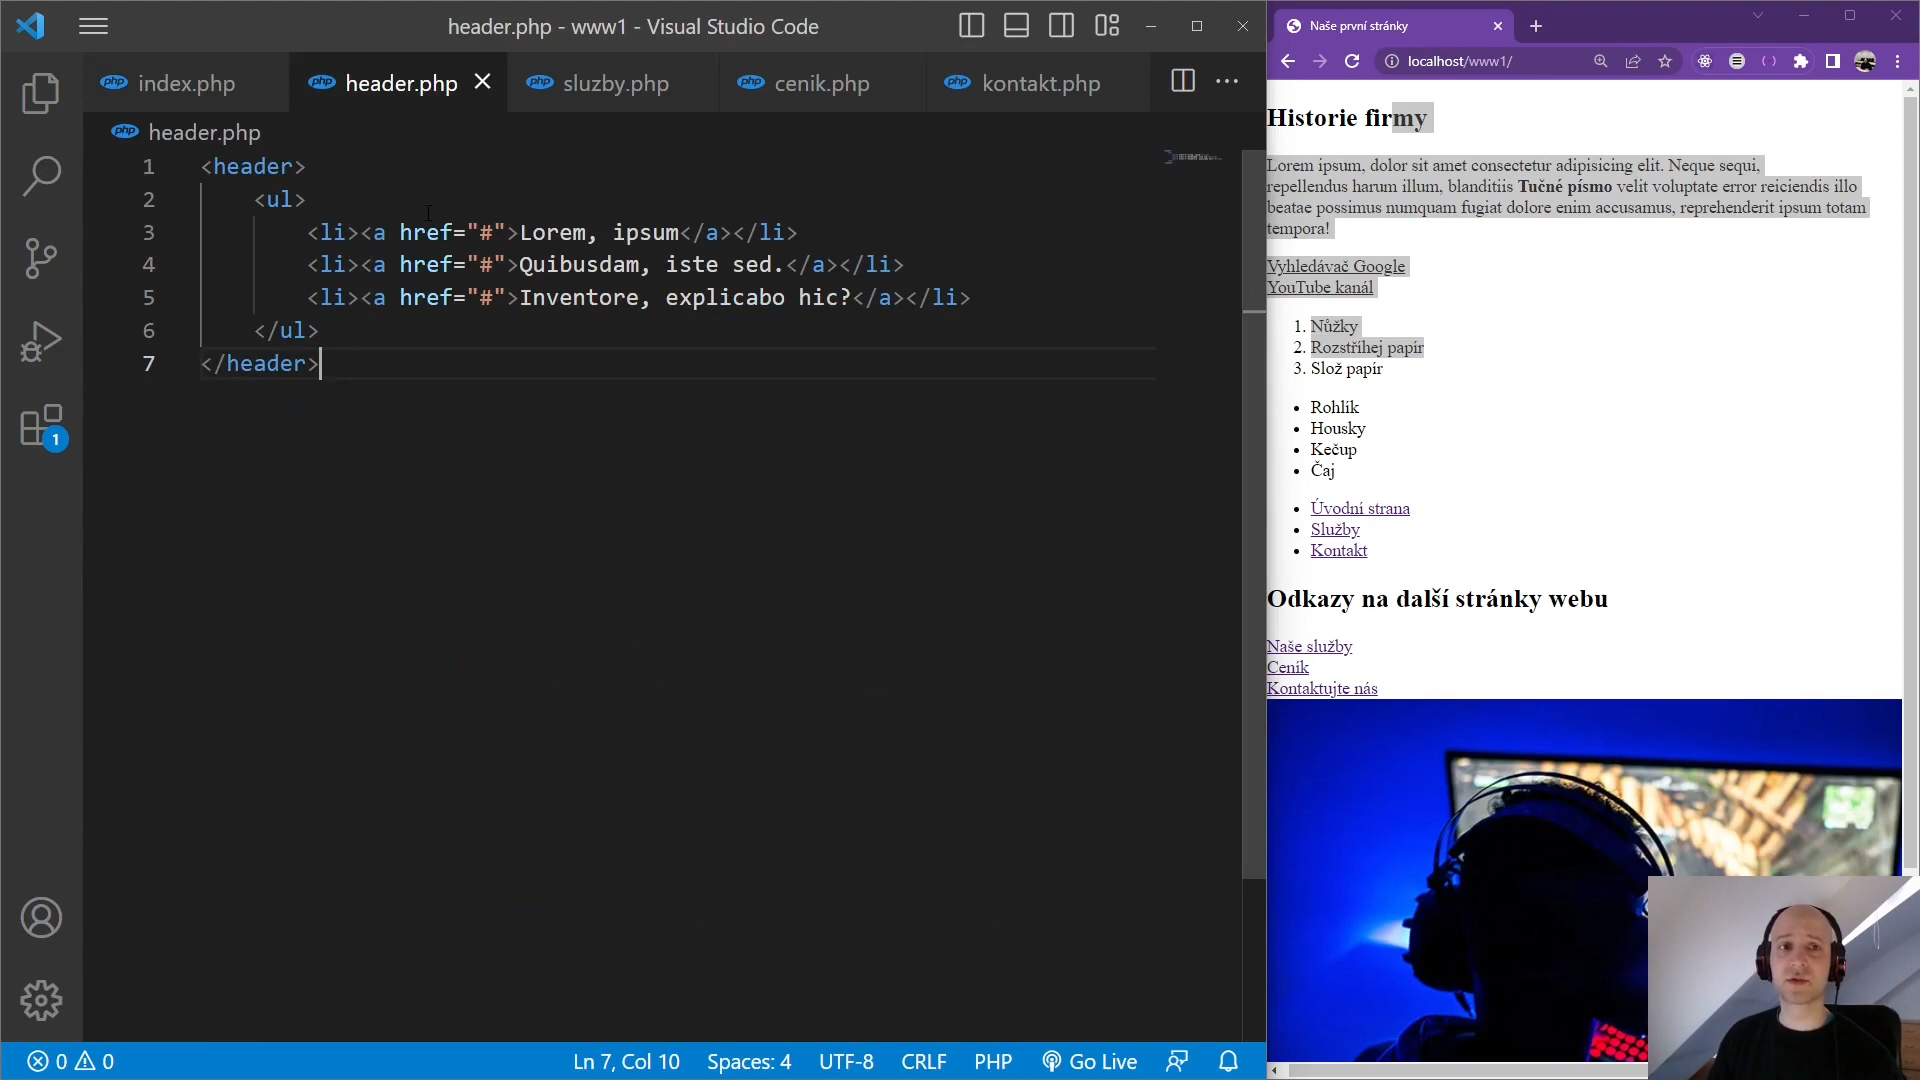 header.php - www1 - Visual Studio Code
index.php
header.php
sluzby.php
cenik.php
kontakt.php
header.php
1 <header>
2 <ul>
3 <li><a href="#">Lorem, ipsum</a></li>
4 <li><a href="#">Quibusdam, iste sed.</a></li>
5 <li><a href="#">Inventore, explicabo hic?</a></li>
6 </ul>
7 </header>
1
0 0
Ln 7, Col 10
Spaces: 4
UTF-8
CRLF
PHP
Go Live
Naše první stránky
localhost/www1/
Historie firmy
Lorem ipsum, dolor sit amet consectetur adipisicing elit. Neque sequi,
repellendus harum illum, blanditiis Tučné písmo velit voluptate error reiciendis illo
beatae possimus numquam fugiat dolore enim accusamus, reprehenderit ipsum totam
tempora!
Vyhledávač Google
YouTube kanál
1. Nůžky
2. Rozstříhej papír
3. Slož papír
Rohlík
Housky
Kečup
Čaj
Úvodní strana
Služby
Kontakt
Odkazy na další stránky webu
Naše služby
Ceník
Kontaktujte nás